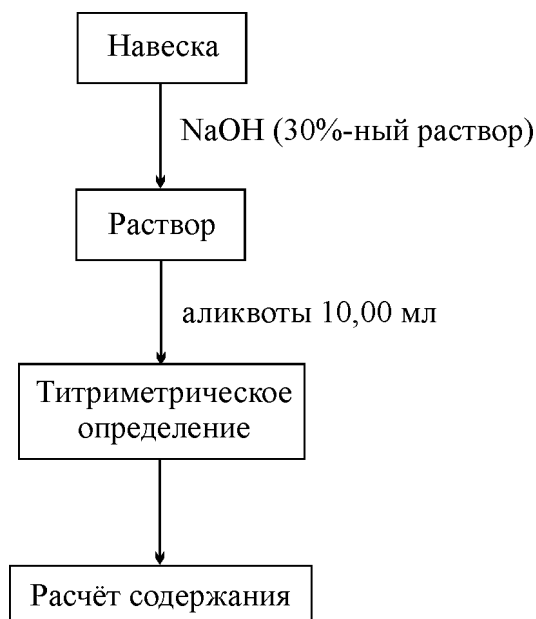 Навеска
NaOH (30%-ный раствор)
Раствор
аликвоты 10,00 мл
Титриметрическое
определение
Расчёт содержания